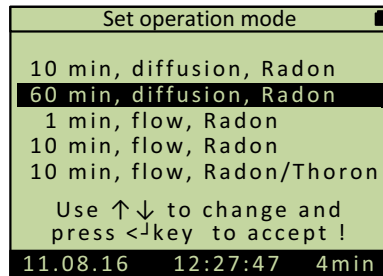 Set operation mode
10 min, diffusion, Radon
60 min, diffusion, Radon
1 min, flow, Radon
10 min, flow, Radon
10 min, flow, Radon/Thoron
Use ↑↓ to change and
press <┘key to accept !
11.08.16 12:27:47 4min